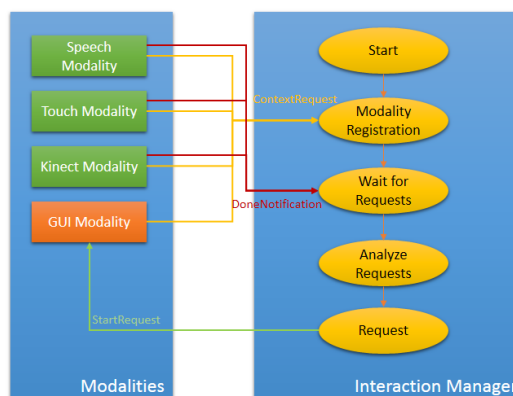 Speech
Modality
Touch Modality
Kinect Modality
GUI Modality
StartRequest
Modalities
ContextRequest
DoneNotification
Start
Modality
Registration
Wait for
Requests
Analyze
Requests
Request
Interaction Manager